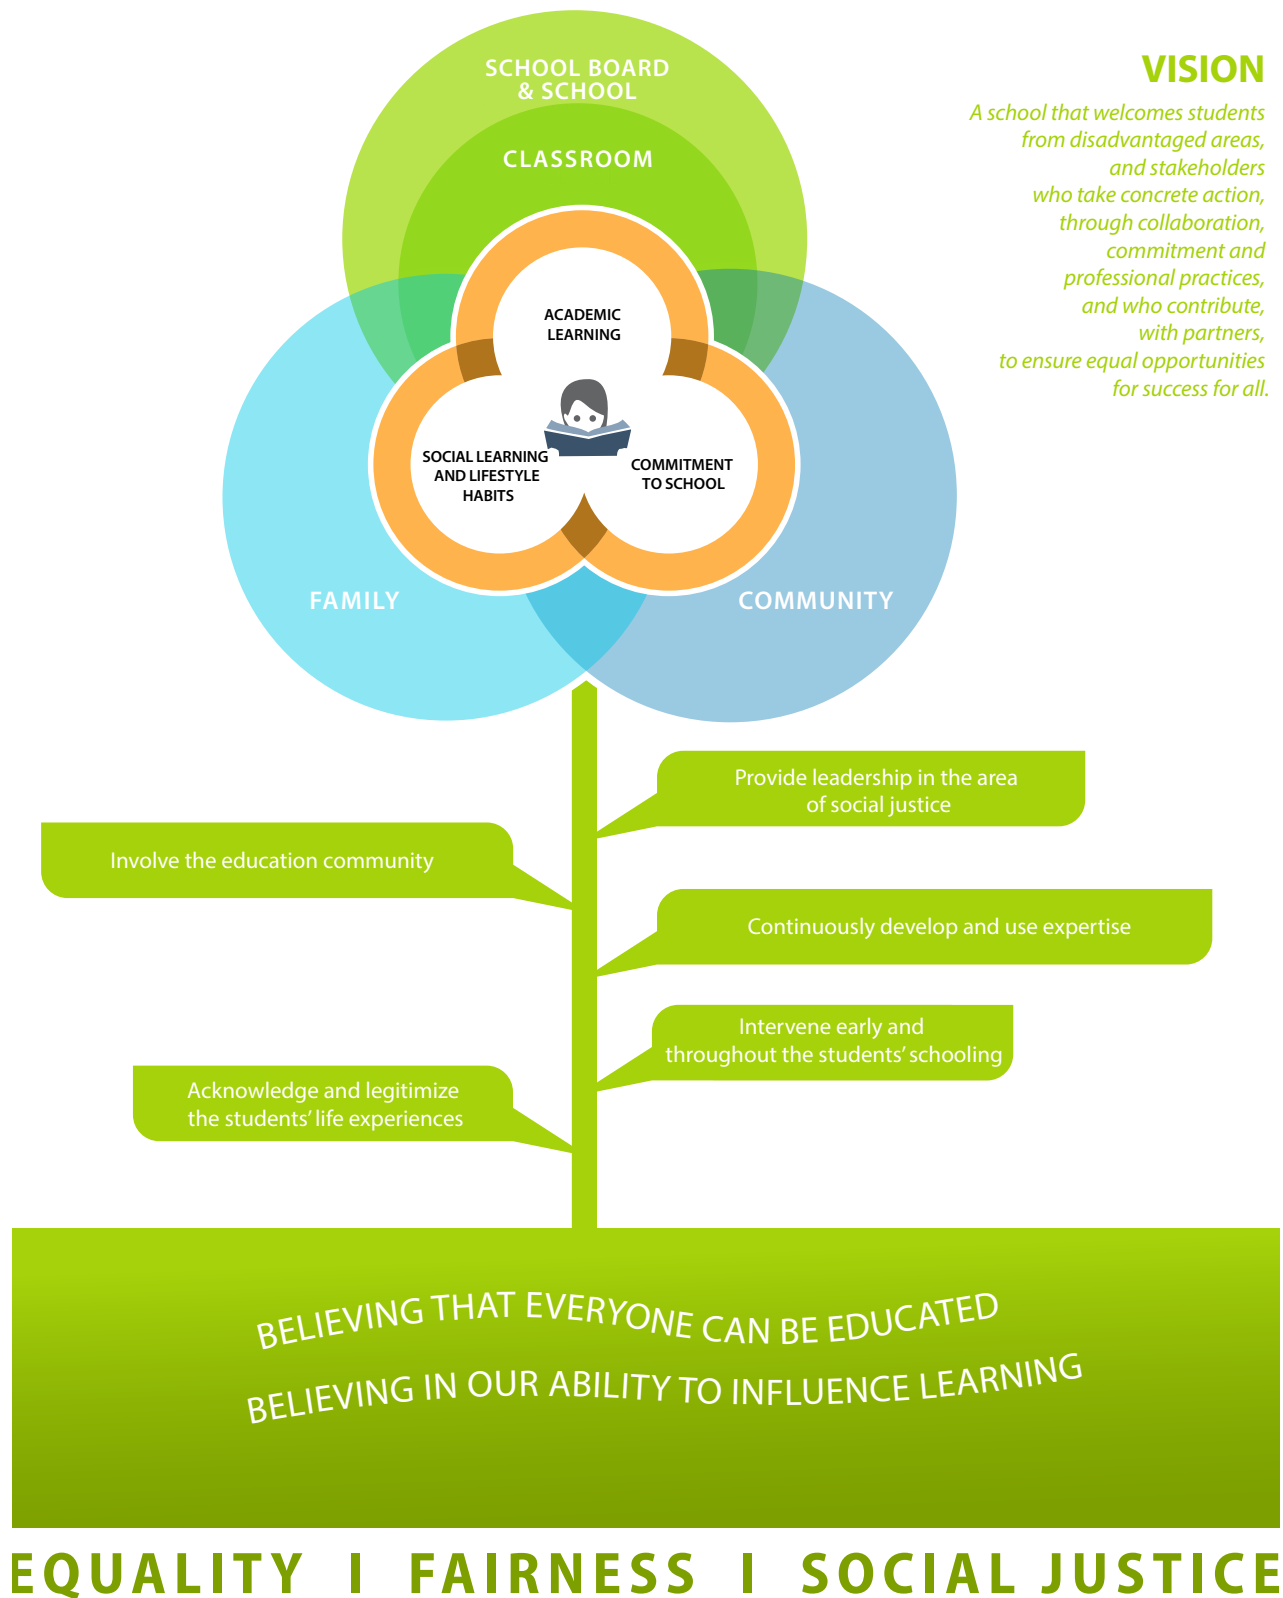 SCHOOL BOARD
& SCHOOL
CLASSROOM
VISION
A school that welcomes students
from disadvantaged areas,
and stakeholders
who take concrete action,
through collaboration,
commitment and
professional practices,
and who contribute,
with partners,
to ensure equal opportunities
for success for all.
ACADEMIC
LEARNING
SOCIAL LEARNING
AND LIFESTYLE
HABITS
COMMITMENT
TO SCHOOL
FAMILY
COMMUNITY
Provide leadership in the area
of social justice
Involve the education community
Continuously develop and use expertise
Intervene early and
throughout the students’ schooling
Acknowledge and legitimize
the students’ life experiences
BELIEVING THAT EVERYONE CAN BE EDUCATED
BELIEVING IN OUR ABILITY TO INFLUENCE LEARNING
EQUALITY I FAIRNESS I SOCIAL JUSTICE